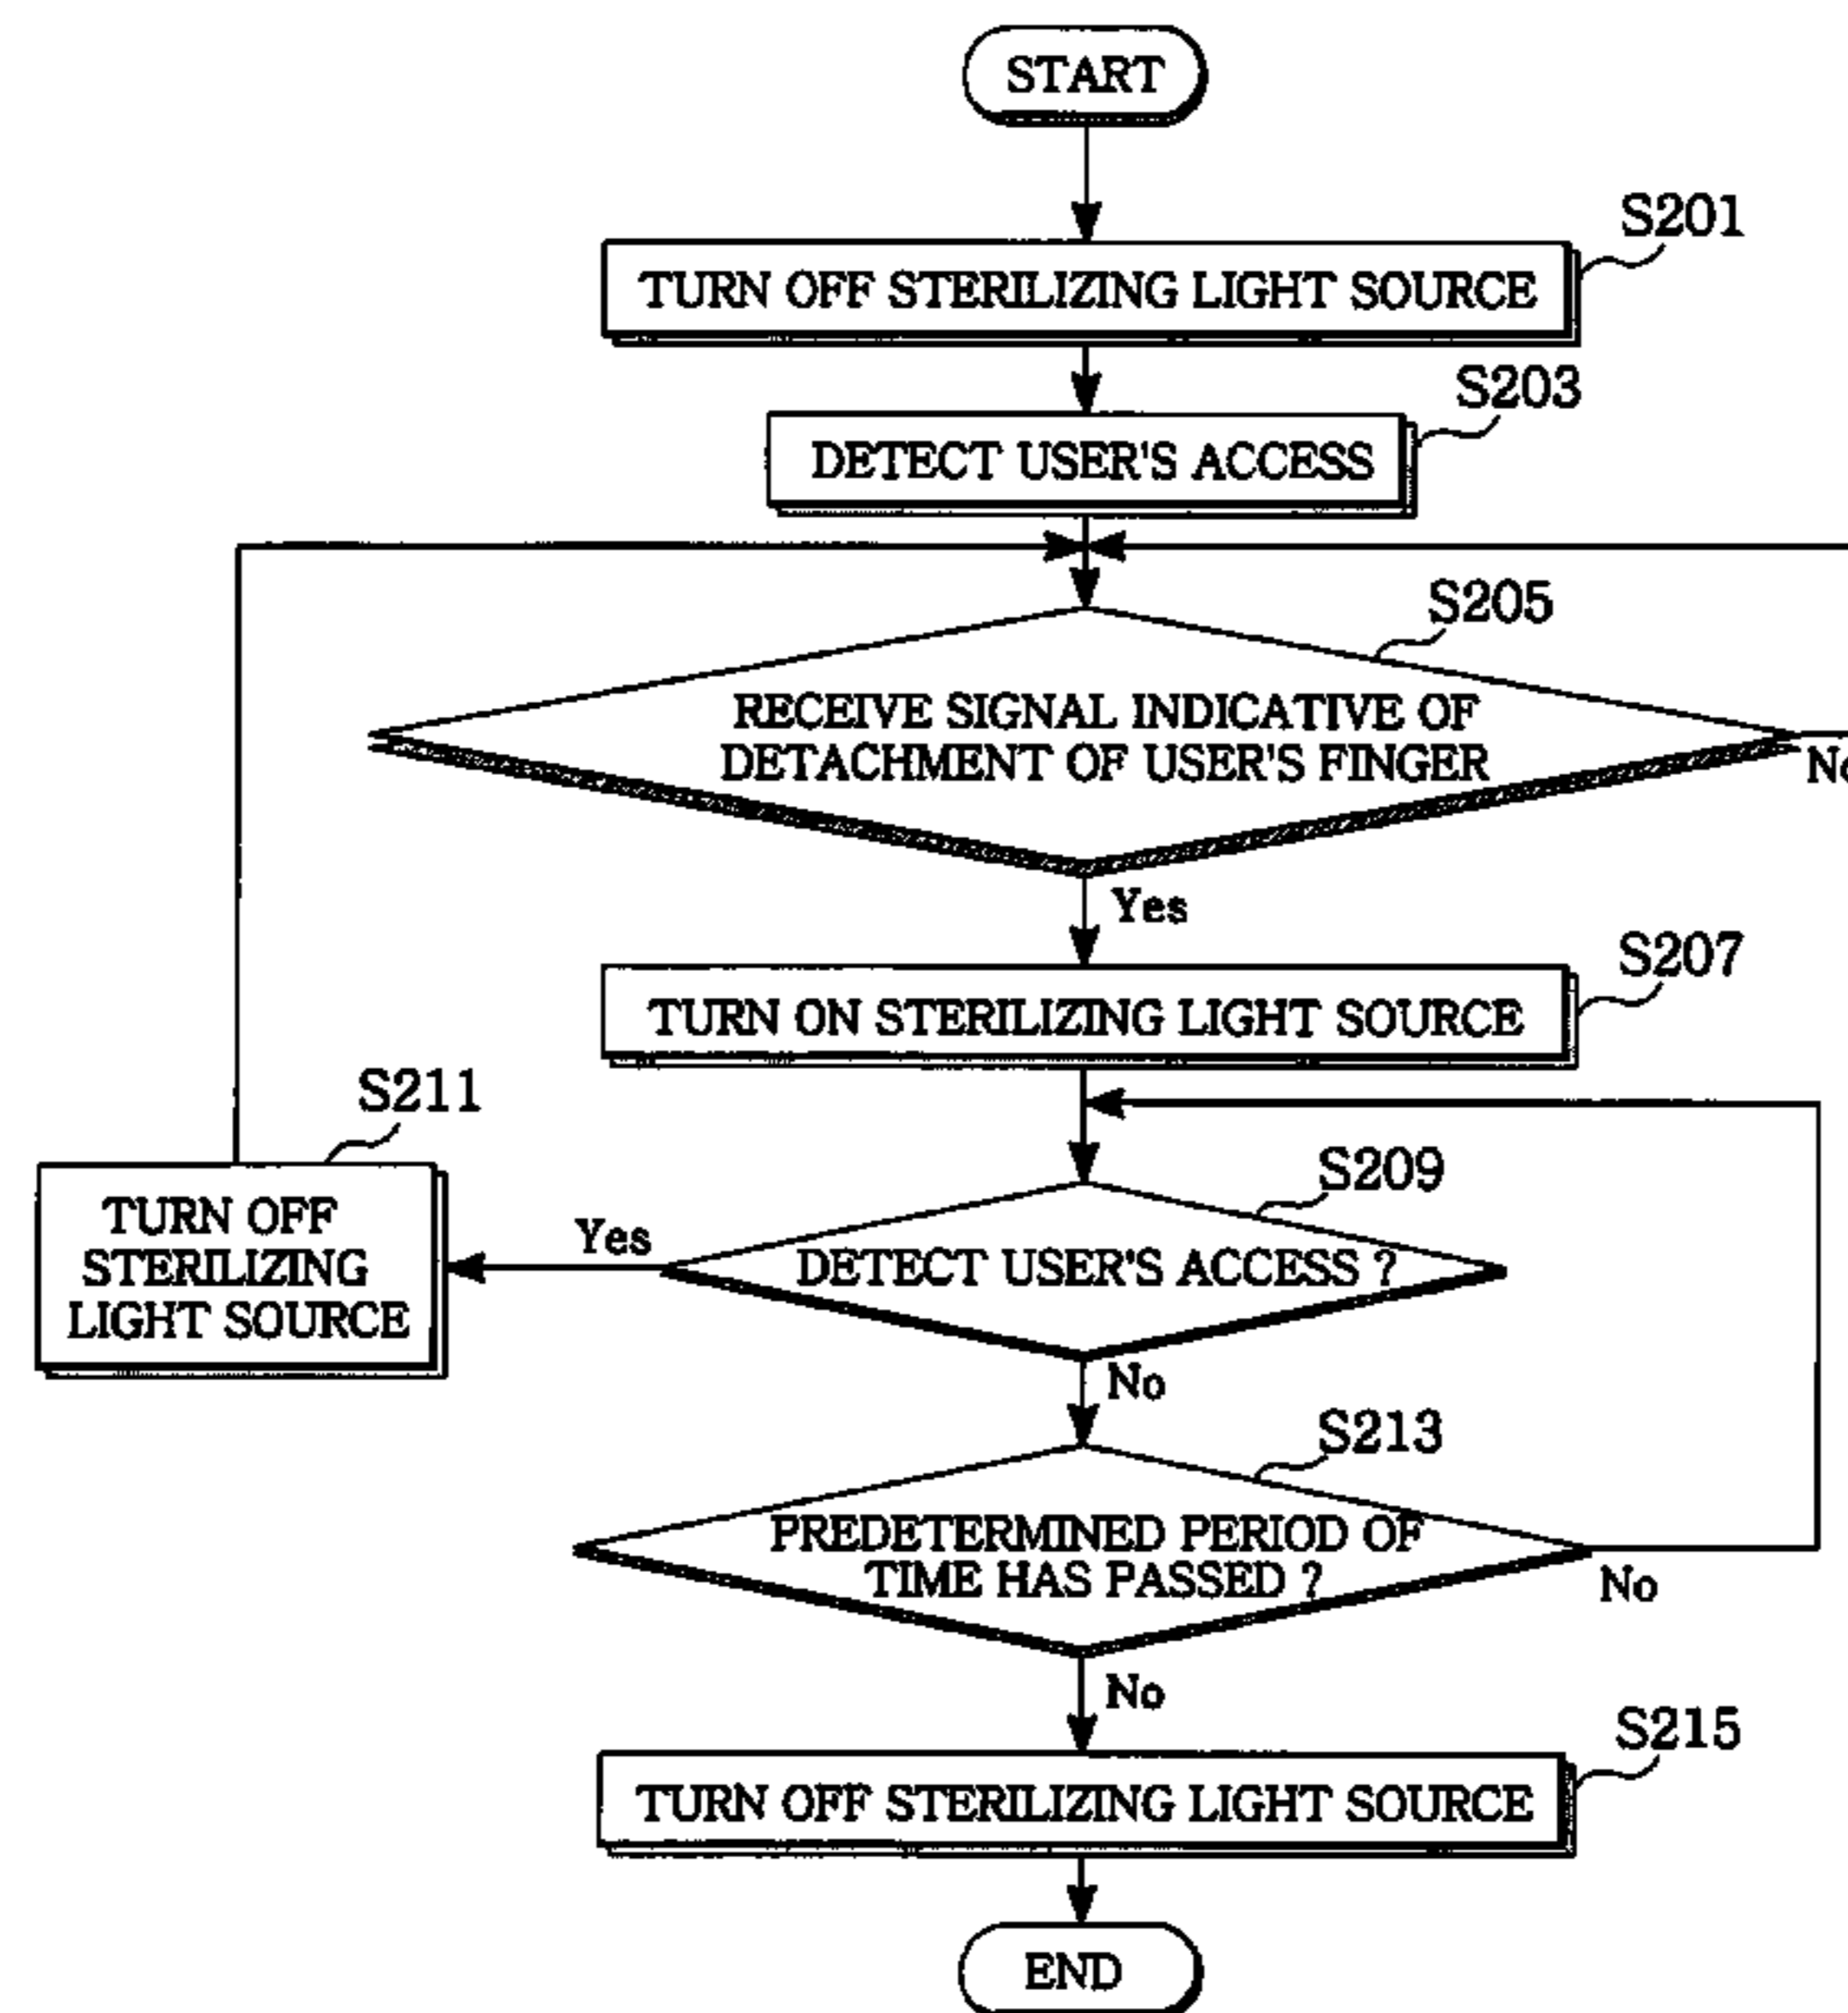 START
S201
TURN OFF STERILIZING LIGHT SOURCE
S203
DETECT USER'S ACCESS
S205
RECEIVE SIGNAL INDICATIVE OF
DETACHMENT OF USER'S FINGER
No
Yes
S207
TURN ON STERILIZING LIGHT SOURCE
S211
TURN OFF
STERILIZING
LIGHT SOURCE
S209
Yes
DETECT USER'S ACCESS ?
No
S213
PREDETERMINED PERIOD OF
TIME HAS PASSED ?
No
No
S215
TURN OFF STERILIZING LIGHT SOURCE
END